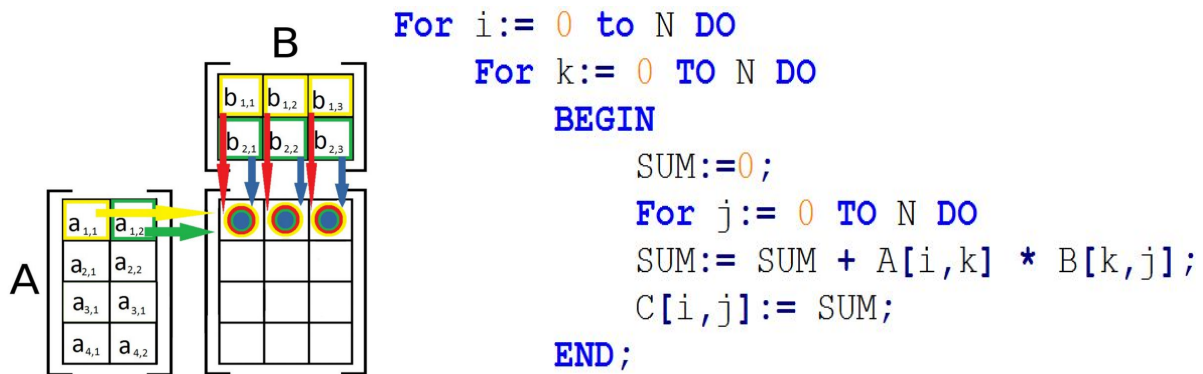 B
b1,1 b1,2 b1,3
b2,1 b2,2 b2,3
A
a1,1 a1,2
a2,1 a2,2
a3,1 a3,1
a4,1 a4,2
For i:= 0 to N DO
For k:= 0 TO N DO
BEGIN
SUM:=0;
For j:= 0 TO N DO
SUM:= SUM + A[i,k] * B[k,j];
C[i,j]:= SUM;
END;